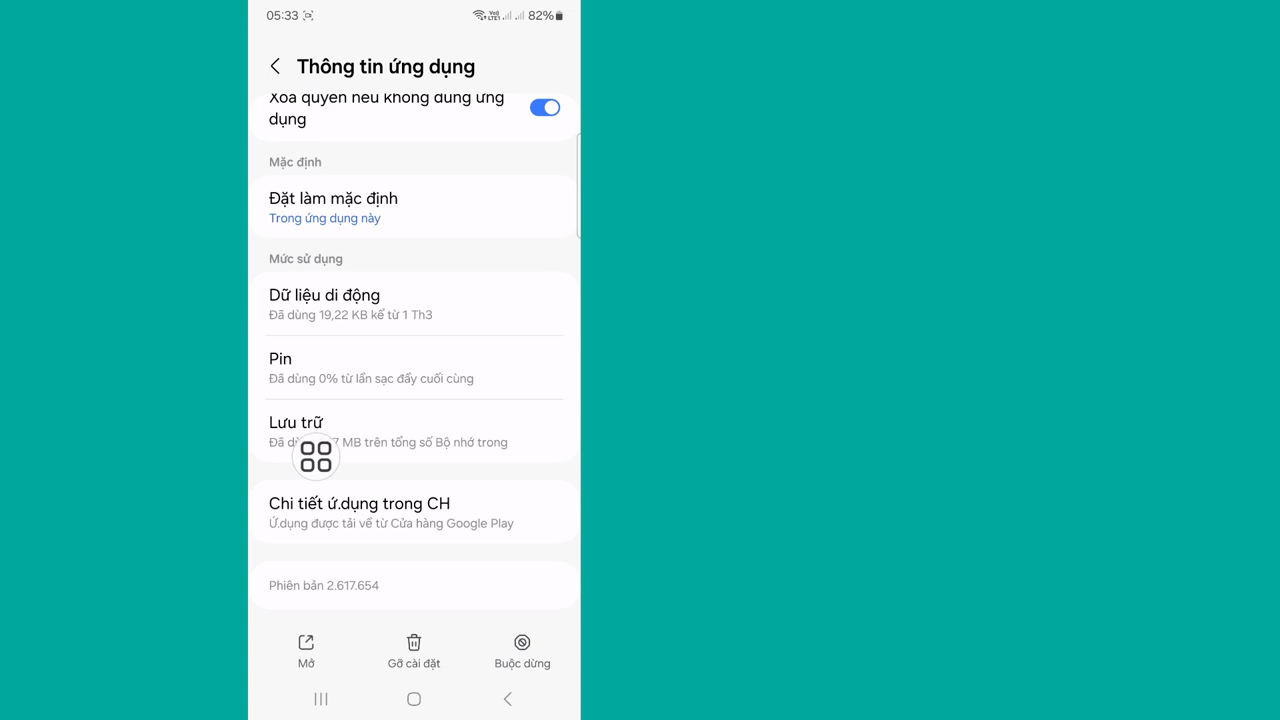 05:33
Vo) 82%
LTE1
Thông tin ứng dụng
Xóa quyền nếu không dùng ứng
dụng
Mặc định
Đặt làm mặc định
Trong ứng dụng này
Mức sử dụng
Dữ liệu di động
Đã dùng 19,22 KB kể từ 1 Th3
Pin
Đã dùng 0% từ lần sạc đầy cuối cùng
Lưu trữ
Đã MB trên tổng số Bộ nhớ trong
Chi tiết ứ.dụng trong CH
Ứ.dụng được tải về từ Cửa hàng Google Play
Phiên bản 2.617.654
Mở Gỡ cài đặt Buộc dừng